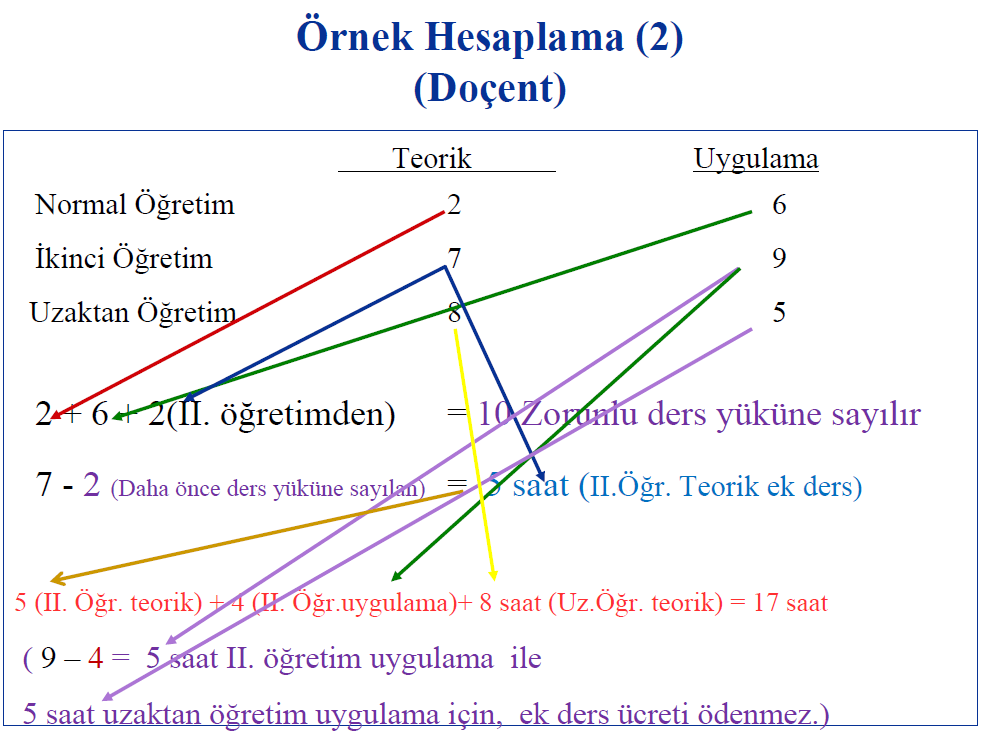 Örnek Hesaplama (2)
(Doçent)
Teorik Uygulama
Normal Öğretim 2 6
İkinci Öğretim 7 9
Uzaktan Öğretim 8 5
2 + 6 + 2(II. öğretimden) = 10 Zorunlu ders yüküne sayılır
7 - 2 (Daha önce ders yüküne sayılan) = 5 saat (II.Öğr. Teorik ek ders)
5 (II. Öğr. teorik) + 4 (II. Öğr.uygulama)+ 8 saat (Uz.Öğr. teorik) = 17 saat
( 9 – 4 = 5 saat II. öğretim uygulama ile
5 saat uzaktan öğretim uygulama için, ek ders ücreti ödenmez.)